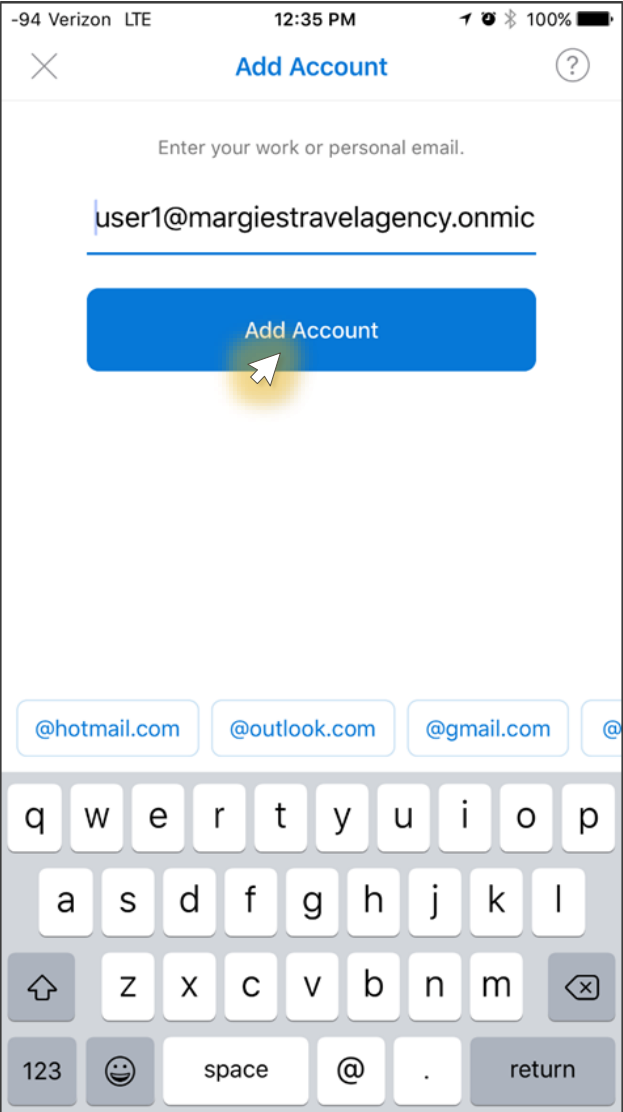 -94 Verizon LTE 12:35 PM 100%
Add Account ?
Enter your work or personal email.
user1@margiestravelagency.onmic
Add Account
@hotmail.com @outlook.com @gmail.com @
q w e r t y u i o p
a s d f g h j k l
z x c v b n m
123 space @ . return